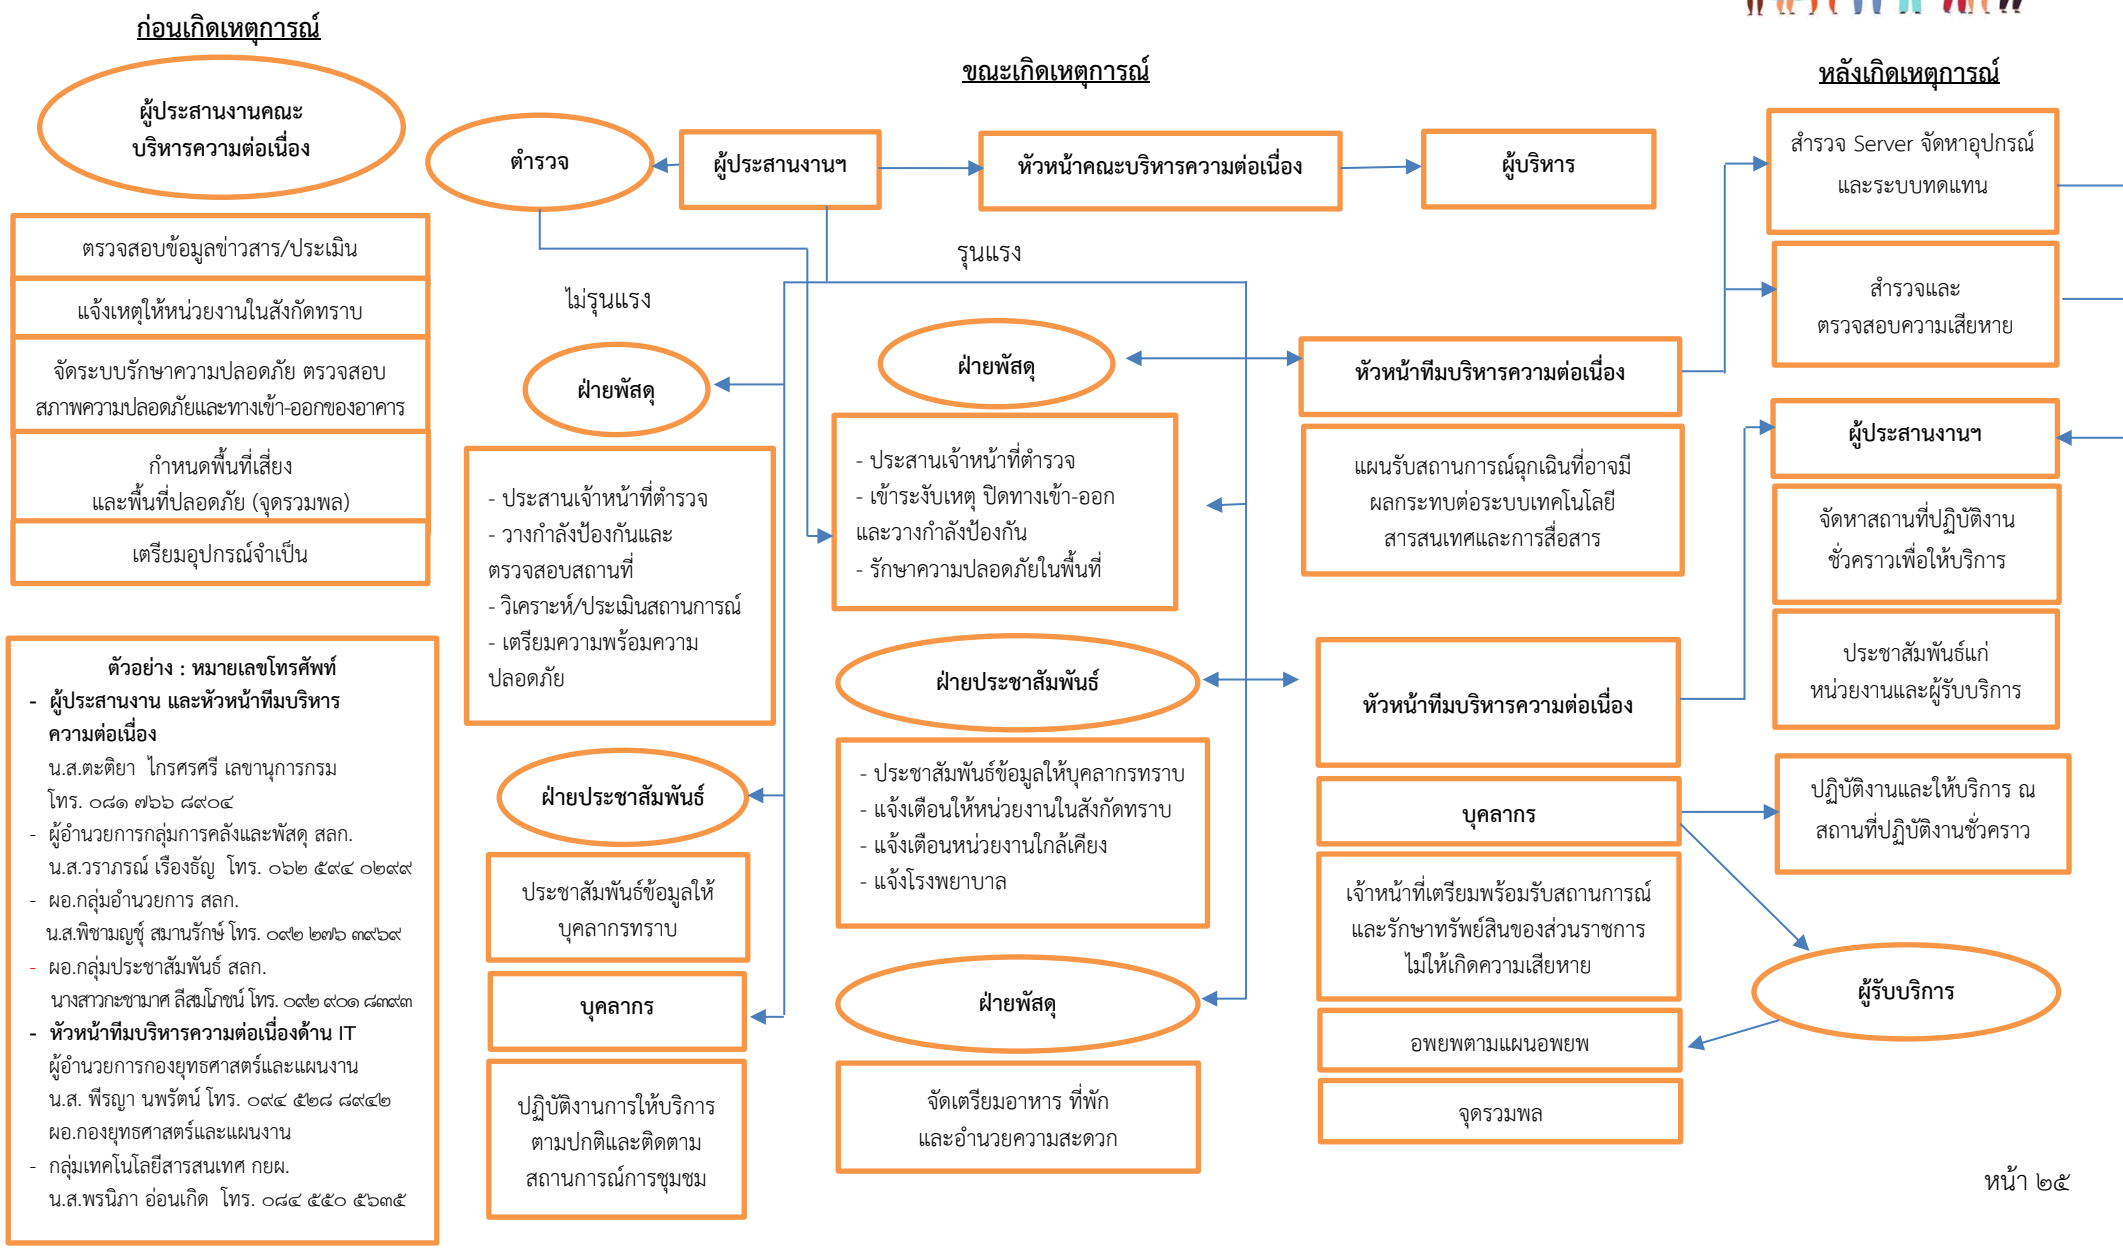 ก่อนเกิดเหตุการณ์
ผู้ประสานงานคณะ
บริหารความต่อเนื่อง
ตรวจสอบข้อมูลข่าวสาร/ประเมิน
แจ้งเหตุให้หน่วยงานในสังกัดทราบ
จัดระบบรักษาความปลอดภัย ตรวจสอบ
สภาพความปลอดภัยและทางเข้า-ออกของอาคาร
กำหนดพื้นที่เสี่ยง
และพื้นที่ปลอดภัย (จุดรวมพล)
เตรียมอุปกรณ์จำเป็น
ตัวอย่าง : หมายเลขโทรศัพท์
- ผู้ประสานงาน และหัวหน้าทีมบริหาร
ความต่อเนื่อง
น.ส.ตะติยา ไกรศรศรี เลขานุการกรม
โทร. ๐๘๑ ๗๖๖ ๘๙๐๔
- ผู้อำนวยการกลุ่มการคลังและพัสดุ สลก.
น.ส.วราภรณ์ เรืองธัญ โทร. ๐๖๒ ๕๙๔ ๐๒๙๙
- ผอ.กลุ่มอำนวยการ สลก.
น.ส.พิชามญชุ์ สมานรักษ์ โทร. ๐๙๒ ๒๗๖ ๓๙๖๙
- ผอ.กลุ่มประชาสัมพันธ์ สลก.
นางสาวกะชามาศ ลีสมโภชน์ โทร. ๐๙๒ ๙๐๑ ๘๓๙๓
- หัวหน้าทีมบริหารความต่อเนื่องด้าน IT
ผู้อำนวยการกองยุทธศาสตร์และแผนงาน
น.ส. พีรญา นพรัตน์ โทร. ๐๙๔ ๕๒๘ ๘๙๔๒
ผอ.กองยุทธศาสตร์และแผนงาน
- กลุ่มเทคโนโลยีสารสนเทศ กยผ.
น.ส.พรนิภา อ่อนเกิด โทร. ๐๘๔ ๕๕๐ ๕๖๓๕
ขณะเกิดเหตุการณ์
ตำรวจ
ผู้ประสานงานฯ
หัวหน้าคณะบริหารความต่อเนื่อง
ผู้บริหาร
ไม่รุนแรง
ฝ่ายพัสดุ
- ประสานเจ้าหน้าที่ตำรวจ
- วางกำลังป้องกันและ
ตรวจสอบสถานที่
- วิเคราะห์/ประเมินสถานการณ์
- เตรียมความพร้อมความ
ปลอดภัย
ฝ่ายประชาสัมพันธ์
ประชาสัมพันธ์ข้อมูลให้
บุคลากรทราบ
บุคลากร
ปฏิบัติงานการให้บริการ
ตามปกติและติดตาม
สถานการณ์การชุมชม
รุนแรง
ฝ่ายพัสดุ
- ประสานเจ้าหน้าที่ตำรวจ
- เข้าระงับเหตุ ปิดทางเข้า-ออก
และวางกำลังป้องกัน
- รักษาความปลอดภัยในพื้นที่
ฝ่ายประชาสัมพันธ์
- ประชาสัมพันธ์ข้อมูลให้บุคลากรทราบ
- แจ้งเตือนให้หน่วยงานในสังกัดทราบ
- แจ้งเตือนหน่วยงานใกล้เคียง
- แจ้งโรงพยาบาล
ฝ่ายพัสดุ
จัดเตรียมอาหาร ที่พัก
และอำนวยความสะดวก
หัวหน้าทีมบริหารความต่อเนื่อง
แผนรับสถานการณ์ฉุกเฉินที่อาจมี
ผลกระทบต่อระบบเทคโนโลยี
สารสนเทศและการสื่อสาร
หัวหน้าทีมบริหารความต่อเนื่อง
บุคลากร
เจ้าหน้าที่เตรียมพร้อมรับสถานการณ์
และรักษาทรัพย์สินของส่วนราชการ
ไม่ให้เกิดความเสียหาย
อพยพตามแผนอพยพ
จุดรวมพล
หลังเกิดเหตุการณ์
สำรวจ Server จัดหาอุปกรณ์
และระบบทดแทน
สำรวจและ
ตรวจสอบความเสียหาย
ผู้ประสานงานฯ
จัดหาสถานที่ปฏิบัติงาน
ชั่วคราวเพื่อให้บริการ
ประชาสัมพันธ์แก่
หน่วยงานและผู้รับบริการ
ปฏิบัติงานและให้บริการ ณ
สถานที่ปฏิบัติงานชั่วคราว
ผู้รับบริการ
หน้า ๒๕